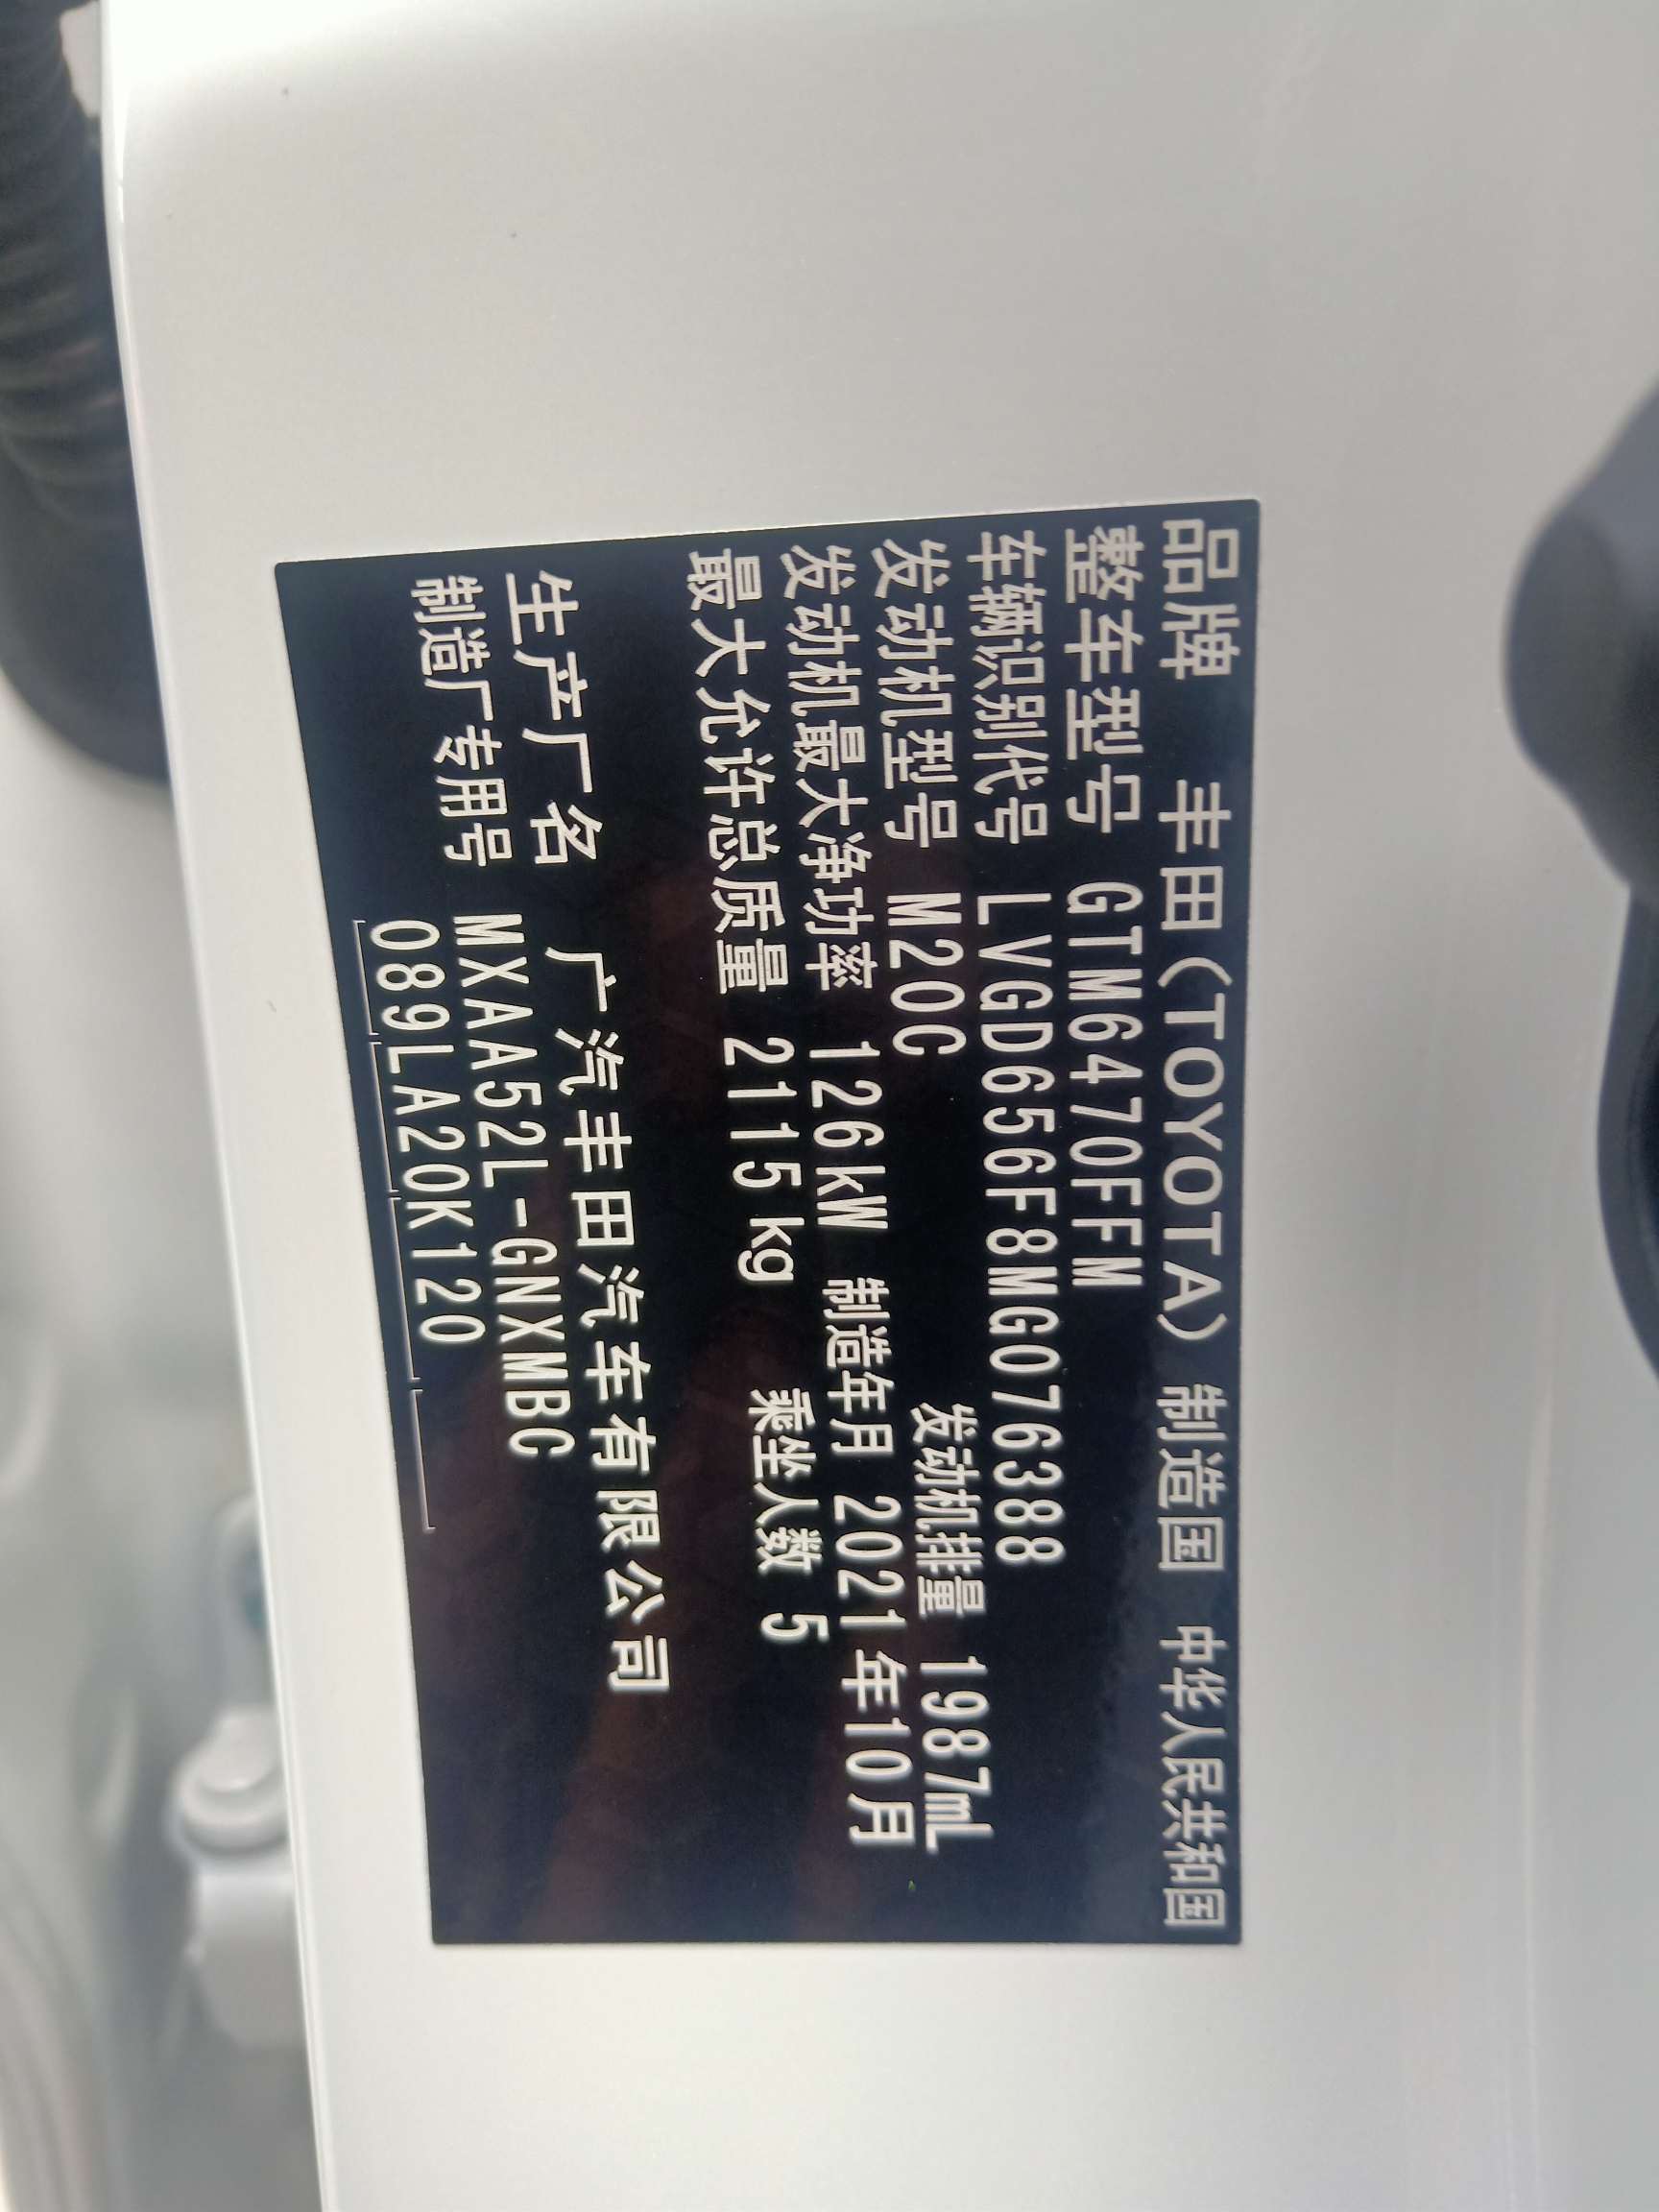 品牌 丰田(TOYOTA) 制造国 中华人民共和国
整车型号 GTM6470FFM
车辆识别代号 LVGD656F8MG076388
发动机型号 M20C 发动机排量 1987mL
发动机最大净功率 126kW 制造年月 2021年10月
最大允许总质量 2115kg 乘坐人数 5
生产厂名 广汽丰田汽车有限公司
制造厂专用号 MXAA52L-GNXMBC
089LA20K120